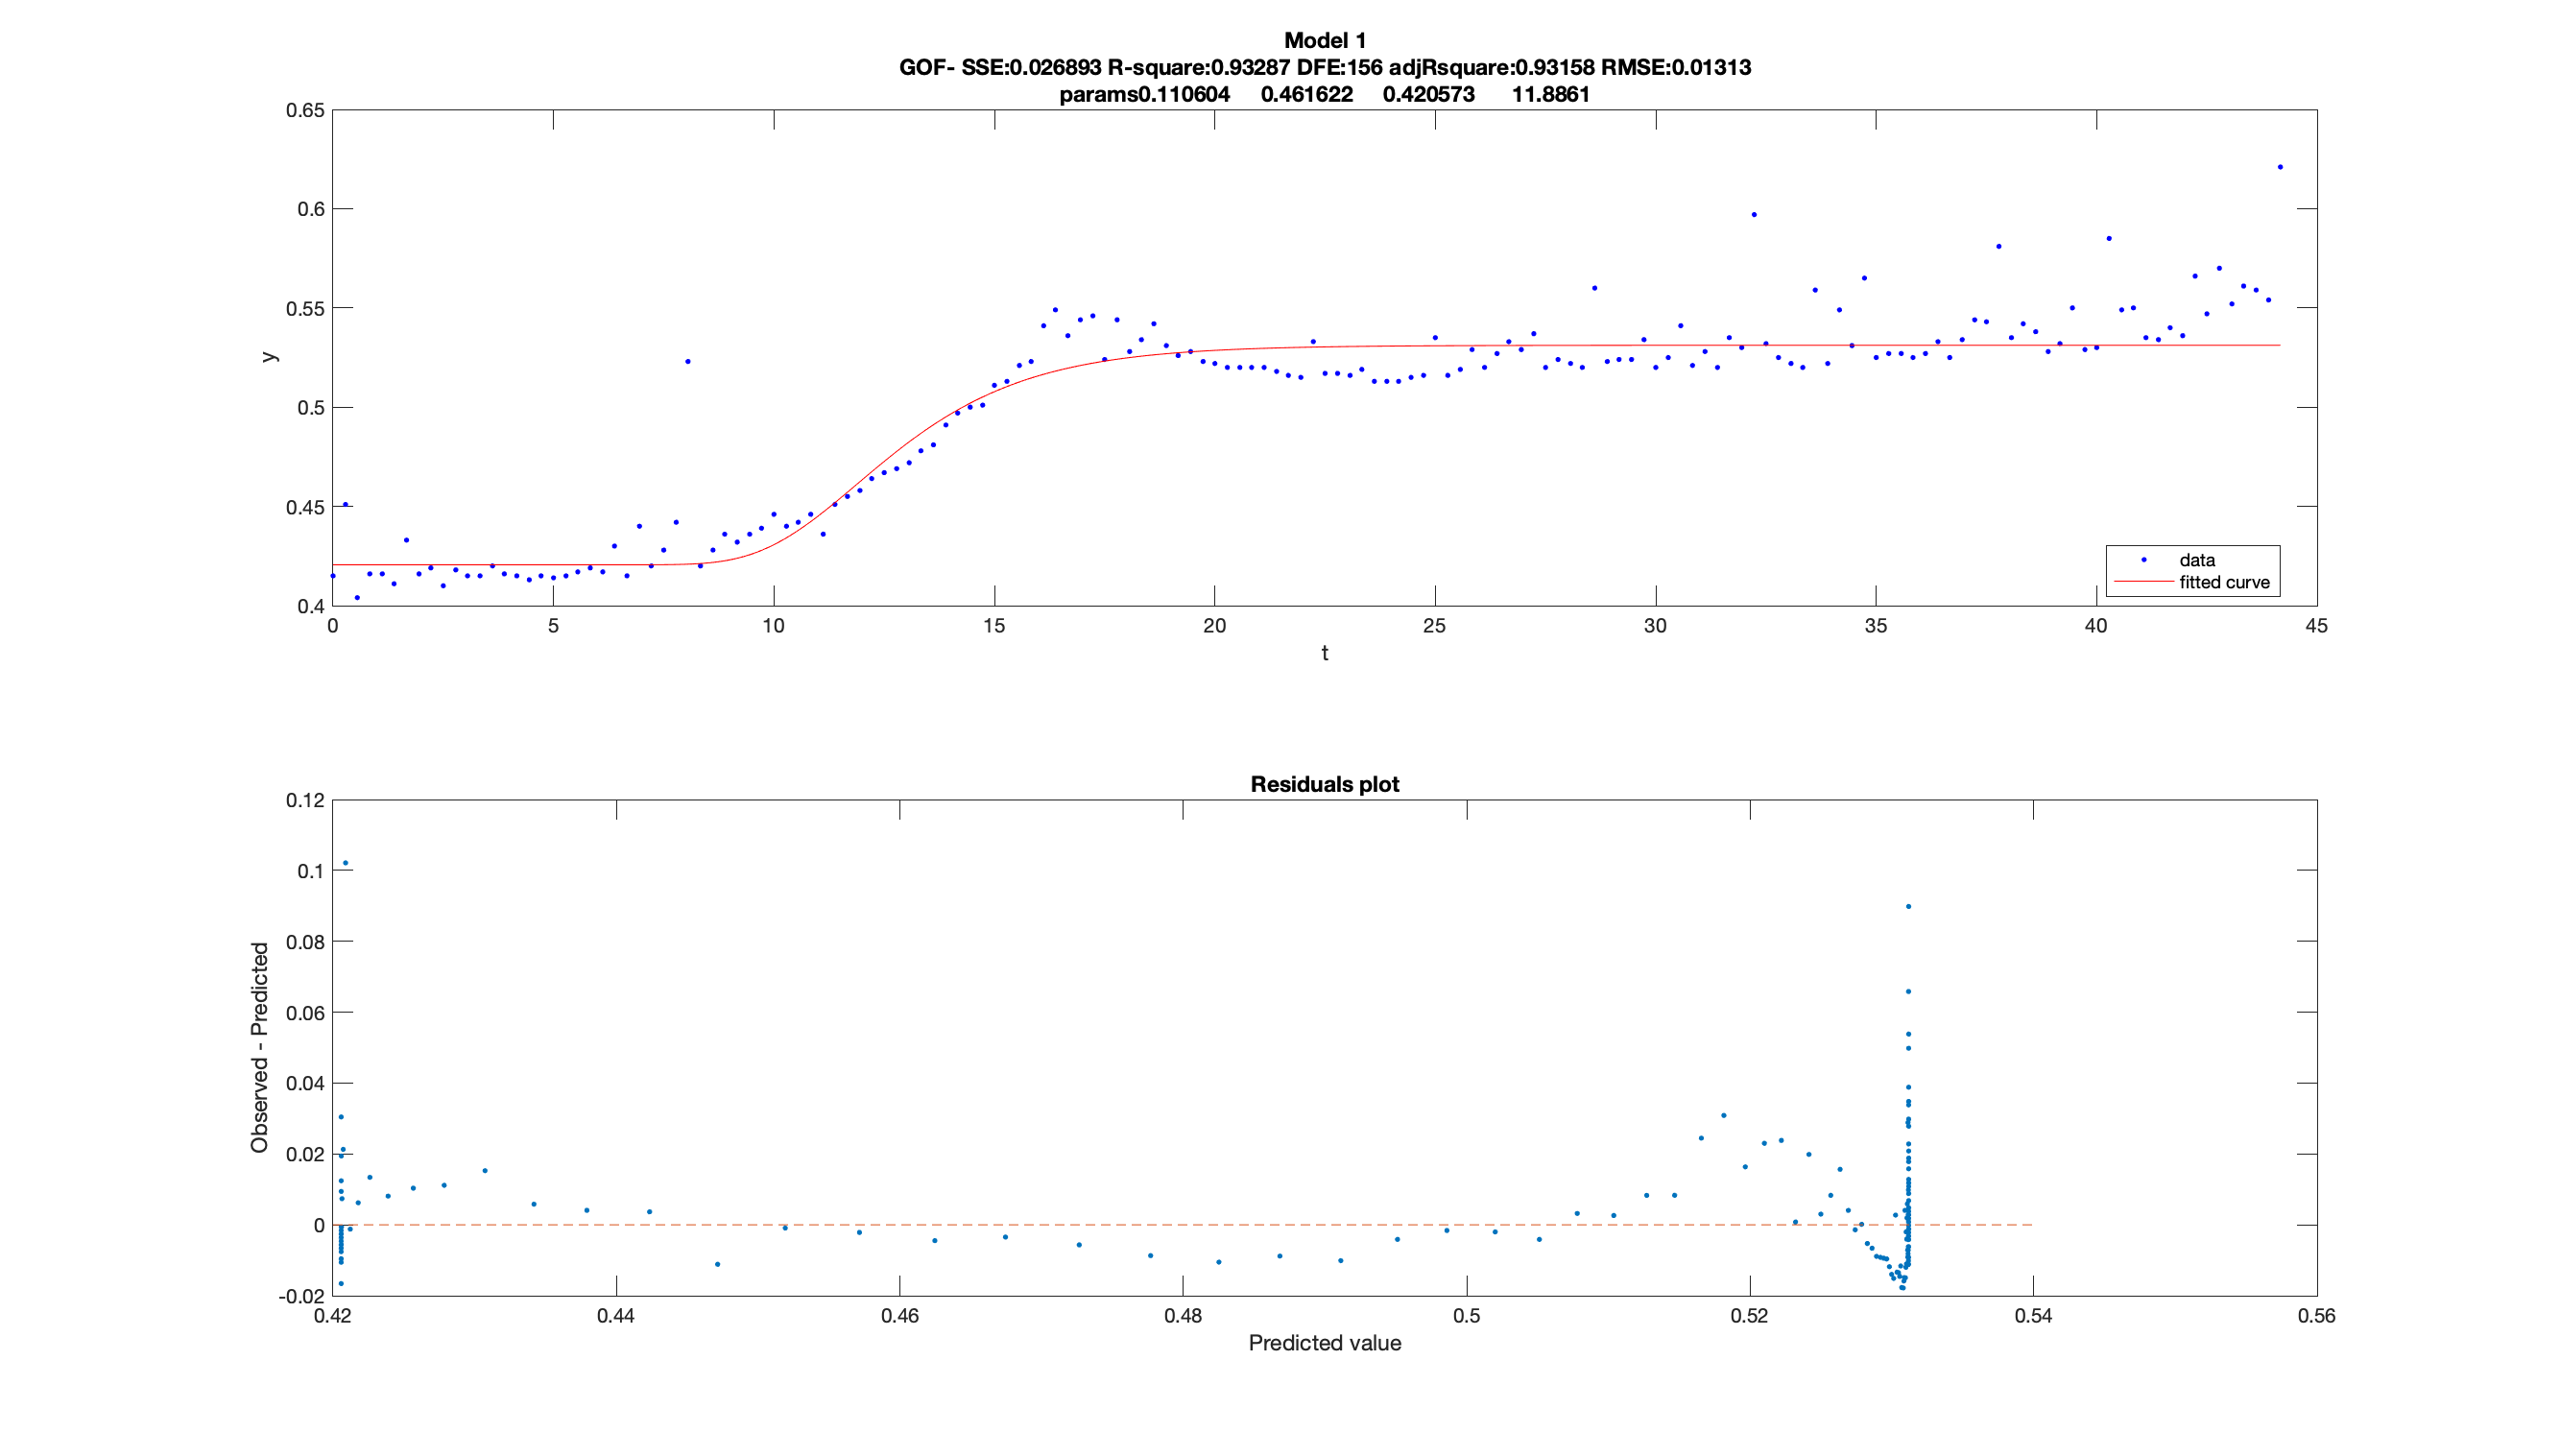 Model 1
GOF- SSE:0.026893 R-square:0.93287 DFE:156 adjRsquare:0.93158 RMSE:0.01313
params0.110604 0.461622 0.420573 11.8861
0.65
0.6
0.55
0.5
0.45
0.4
y
data
fitted curve
0 5 10 15 20 25 30 35 40 45
t
Residuals plot
0.12
0.1
0.08
0.06
0.04
0.02
0
-0.02
Observed - Predicted
0.42 0.44 0.46 0.48 0.5 0.52 0.54 0.56
Predicted value